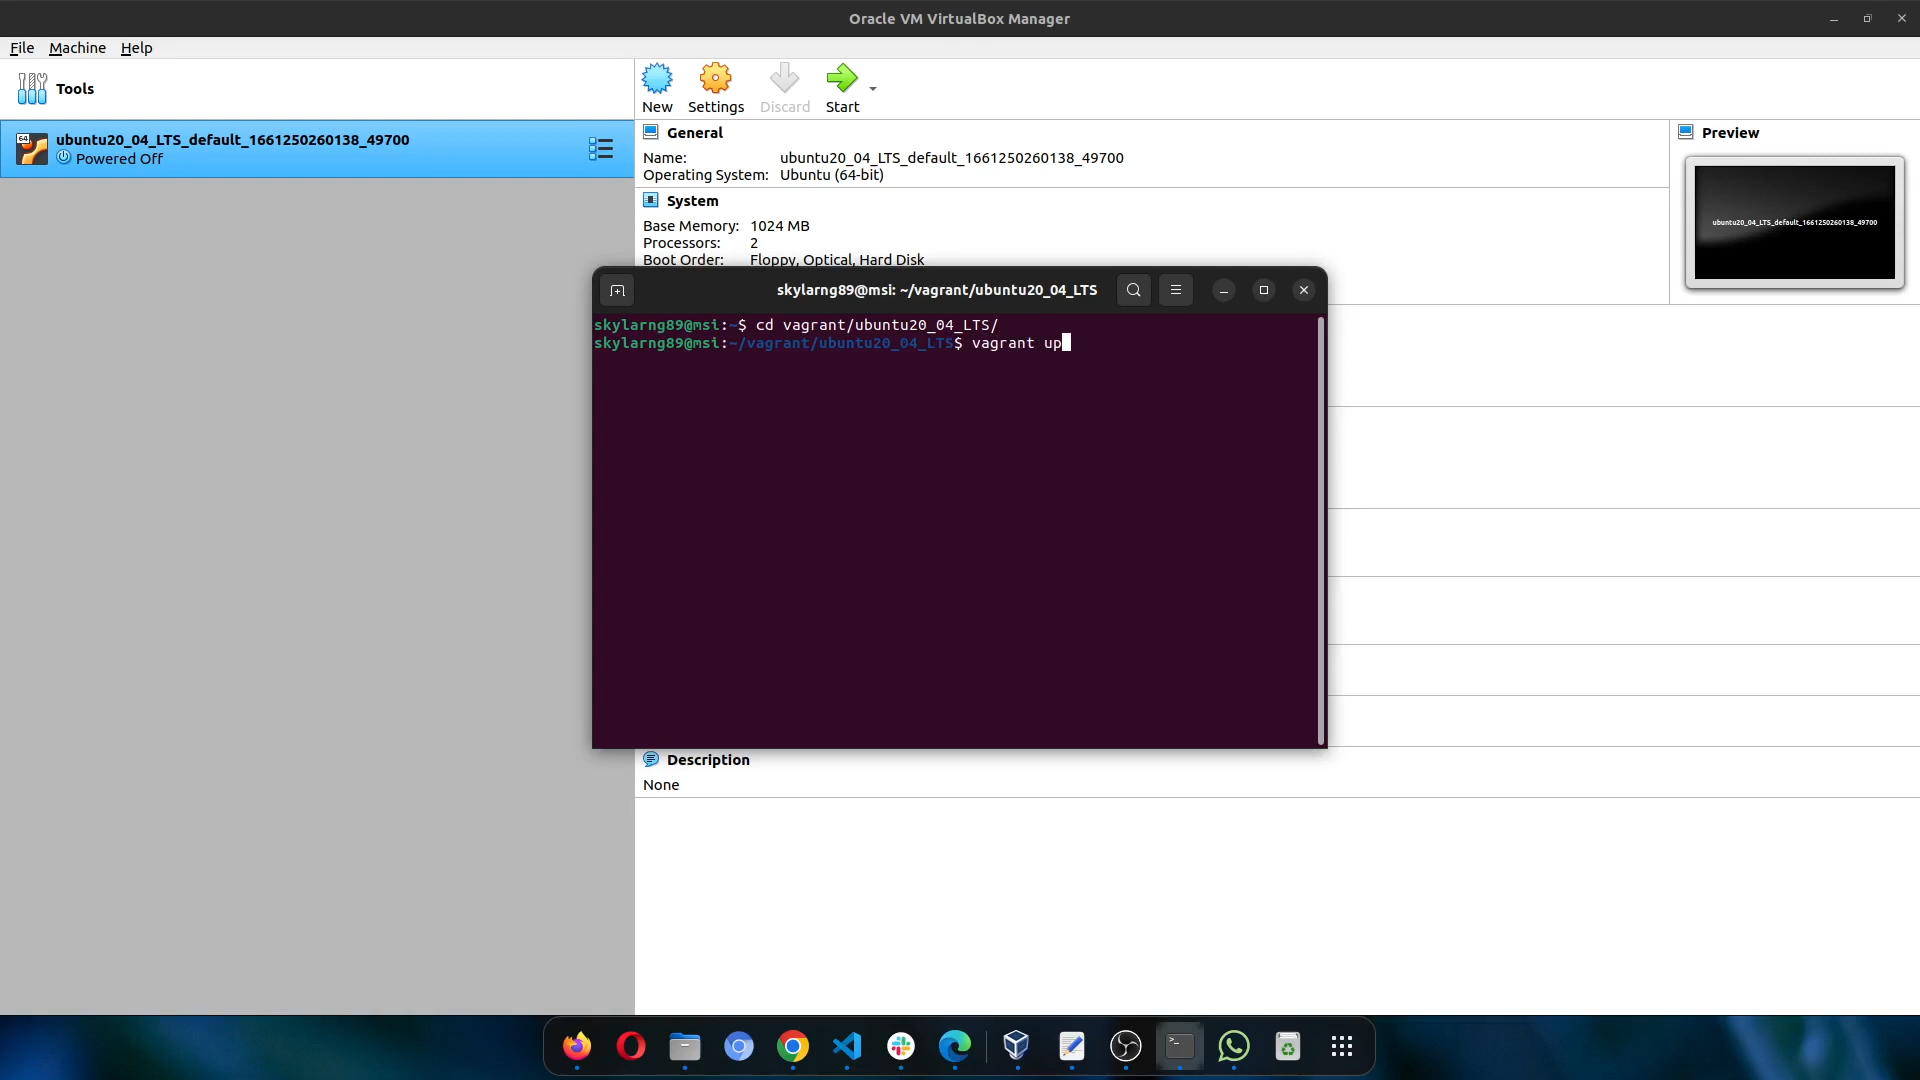 Oracle VM VirtualBox Manager
File Machine Help
Tools
64
ubuntu20_04_LTS_default_1661250260138_49700
Powered Off
New Settings Discard Start
General
Name: ubuntu20_04_LTS_default_1661250260138_49700
Operating System: Ubuntu (64-bit)
System
Base Memory: 1024 MB
Processors: 2
Boot Order: Floppy, Optical, Hard Disk
Preview
ubuntu20_04_LTS_default_1661250260138_49700
skylarng89@msi: ~/vagrant/ubuntu20_04_LTS
skylarng89@msi:~$ cd vagrant/ubuntu20_04_LTS/
skylarng89@msi:~/vagrant/ubuntu20_04_LTS$ vagrant up
Description
None